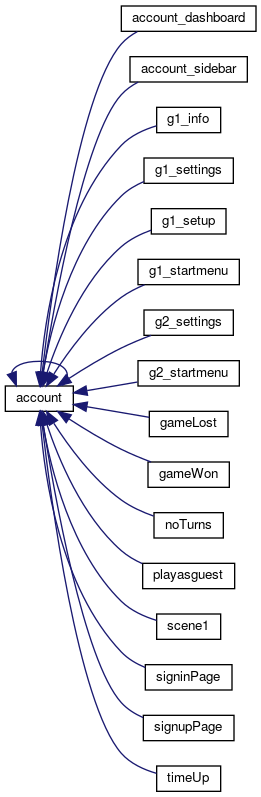 account_dashboard
account_sidebar
g1_info
g1_settings
g1_setup
g1_startmenu
g2_settings
g2_startmenu
account
gameLost
gameWon
noTurns
playasguest
scene1
signinPage
signupPage
timeUp